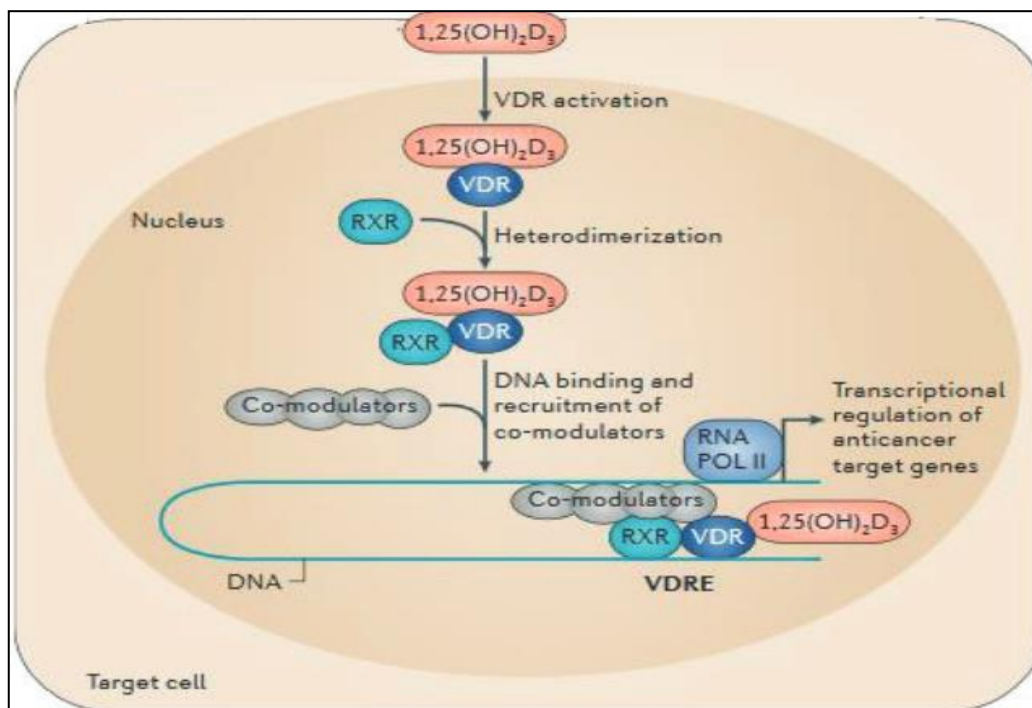 1,25(OH)₂D₃
VDR activation
1,25(OH)₂D₃
VDR
Nucleus
RXR
Heterodimerization
1,25(OH)₂D₃
RXR
VDR
Co-modulators
DNA binding and
recruitment of
co-modulators
Transcriptional
regulation of
anticancer
target genes
RNA
POL II
Co-modulators
RXR
VDR
1,25(OH)₂D₃
DNA
VDRE
Target cell